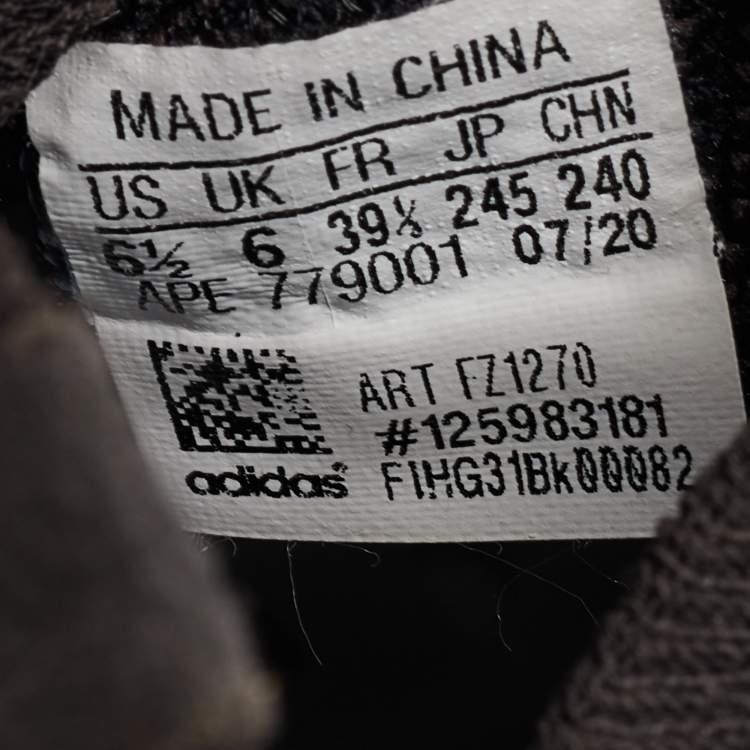 MADE IN CHINA
US UK FR JP CHN
6½ 6 39⅓ 245 240
APE 779001 07/20
ART FZ1270
#125983181
adidas® F1HG31Bk00082